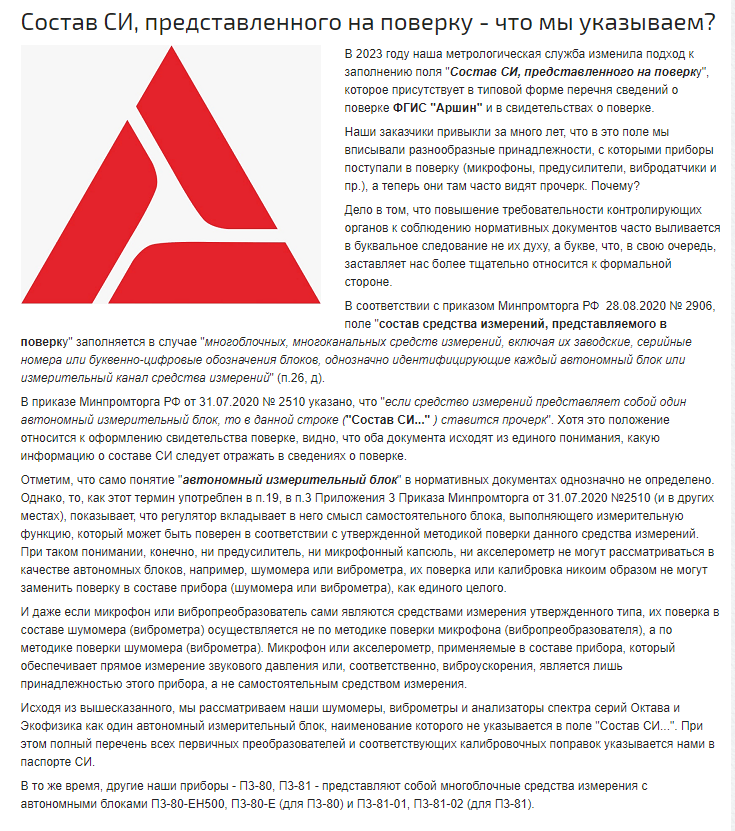 Состав СИ, представленного на поверку - что мы указываем?
В 2023 году наша метрологическая служба изменила подход к
заполнению поля "Состав СИ, представленного на поверку",
которое присутствует в типовой форме перечня сведений о
поверке ФГИС "Аршин" и в свидетельствах о поверке.
Наши заказчики привыкли за много лет, что в это поле мы
вписывали разнообразные принадлежности, с которыми приборы
поступали в поверку (микрофоны, предусилители, вибродатчики и
пр.), а теперь они там часто видят прочерк. Почему?
Дело в том, что повышение требовательности контролирующих
органов к соблюдению нормативных документов часто выливается
в буквальное следование не их духу, а букве, что, в свою очередь,
заставляет нас более тщательно относится к формальной
стороне.
В соответствии с приказом Минпромторга РФ 28.08.2020 № 2906,
поле "состав средства измерений, представляемого в
поверку" заполняется в случае "многоблочных, многоканальных средств измерений, включая их заводские, серийные
номера или буквенно-цифровые обозначения блоков, однозначно идентифицирующие каждый автономный блок или
измерительный канал средства измерений" (п.26, д).
В приказе Минпромторга РФ от 31.07.2020 № 2510 указано, что "если средство измерений представляет собой один
автономный измерительный блок, то в данной строке ("Состав СИ..." ) ставится прочерк". Хотя это положение
относится к оформлению свидетельства поверке, видно, что оба документа исходят из единого понимания, какую
информацию о составе СИ следует отражать в сведениях о поверке.
Отметим, что само понятие "автономный измерительный блок" в нормативных документах однозначно не определено.
Однако, то, как этот термин употреблен в п.19, в п.3 Приложения 3 Приказа Минпромторга от 31.07.2020 №2510 (и в других
местах), показывает, что регулятор вкладывает в него смысл самостоятельного блока, выполняющего измерительную
функцию, который может быть поверен в соответствии с утвержденной методикой поверки данного средства измерений.
При таком понимании, конечно, ни предусилитель, ни микрофонный капсюль, ни акселерометр не могут рассматриваться в
качестве автономных блоков, например, шумомера или виброметра, их поверка или калибровка никоим образом не могут
заменить поверку в составе прибора (шумомера или виброметра), как единого целого.
И даже если микрофон или вибропреобразователь сами являются средствами измерения утвержденного типа, их поверка в
составе шумомера (виброметра) осуществляется не по методике поверки микрофона (вибропреобразователя), а по
методике поверки шумомера (виброметра). Микрофон или акселерометр, применяемые в составе прибора, который
обеспечивает прямое измерение звукового давления или, соответственно, виброускорения, является лишь
принадлежностью этого прибора, а не самостоятельным средством измерения.
Исходя из вышесказанного, мы рассматриваем наши шумомеры, виброметры и анализаторы спектра серий Октава и
Экофизика как один автономный измерительный блок, наименование которого не указывается в поле "Состав СИ...". При
этом полный перечень всех первичных преобразователей и соответствующих калибровочных поправок указывается нами в
паспорте СИ.
В то же время, другие наши приборы - П3-80, П3-81 - представляют собой многоблочные средства измерения с
автономными блоками П3-80-ЕН500, П3-80-Е (для П3-80) и П3-81-01, П3-81-02 (для П3-81).